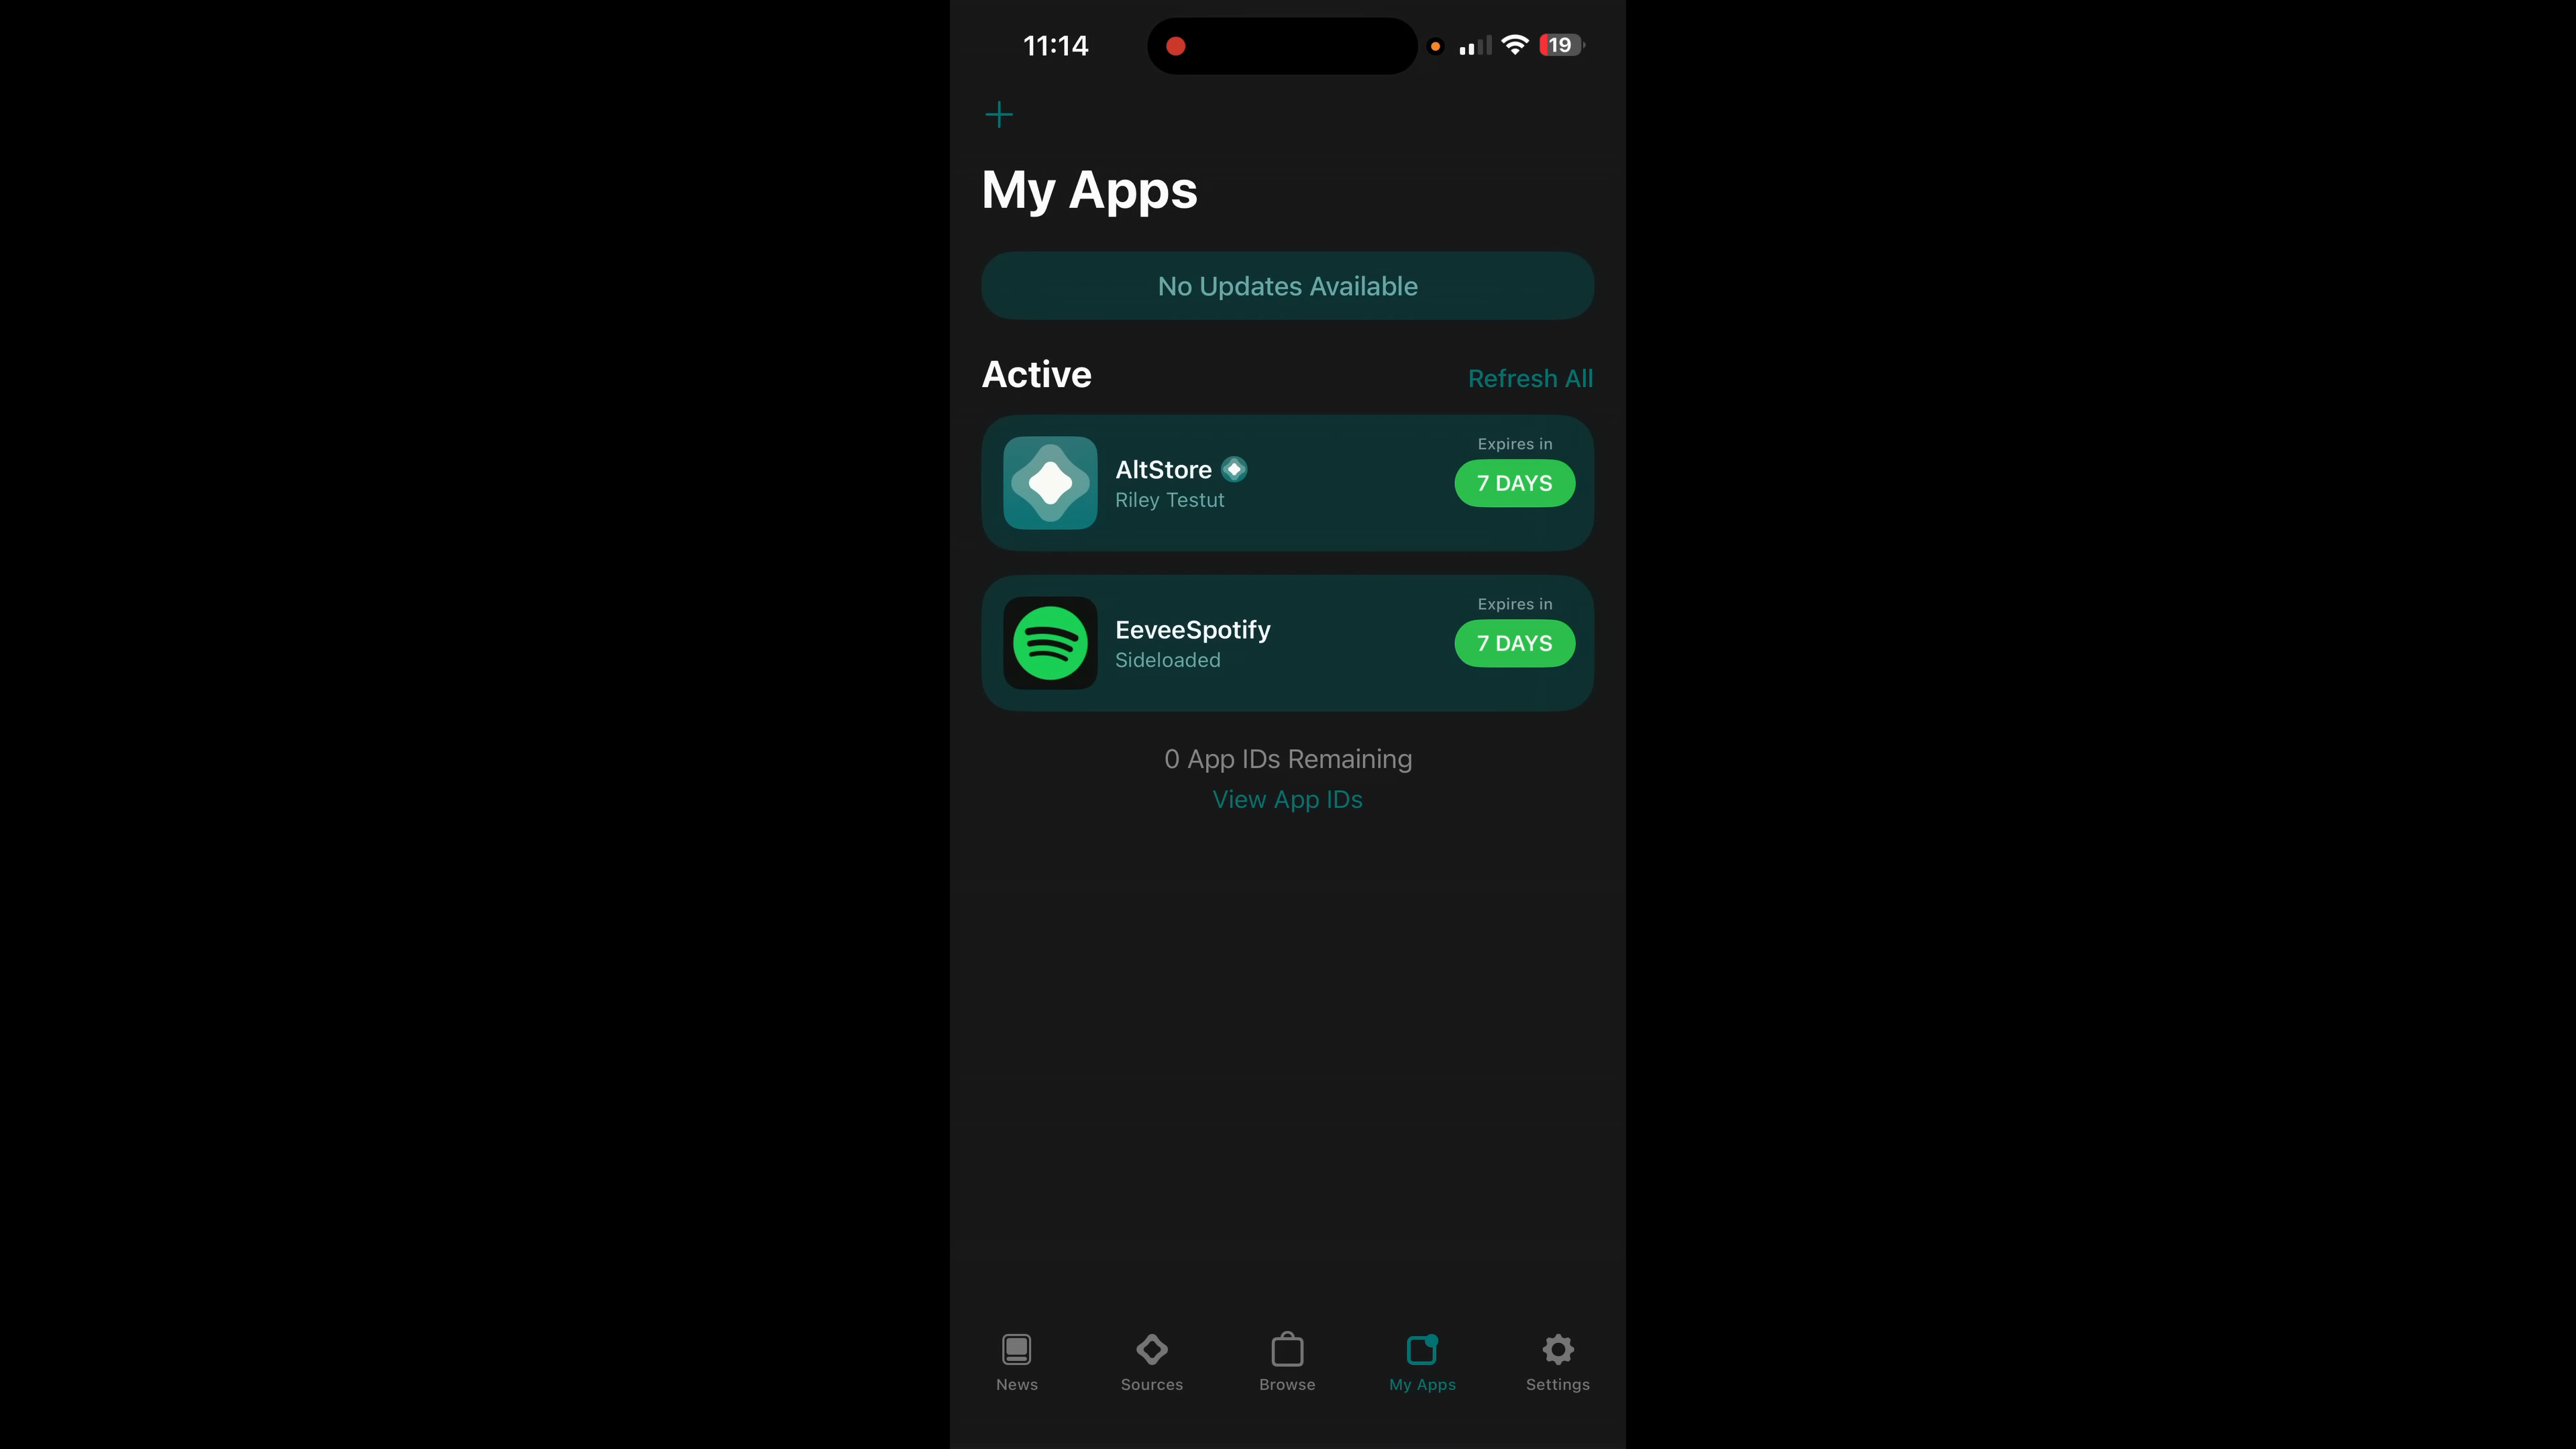 11:14
19
My Apps
No Updates Available
Active
Refresh All
AltStore
Riley Testut
Expires in
7 DAYS
EeveeSpotify
Sideloaded
Expires in
7 DAYS
0 App IDs Remaining
View App IDs
News
Sources
Browse
My Apps
Settings